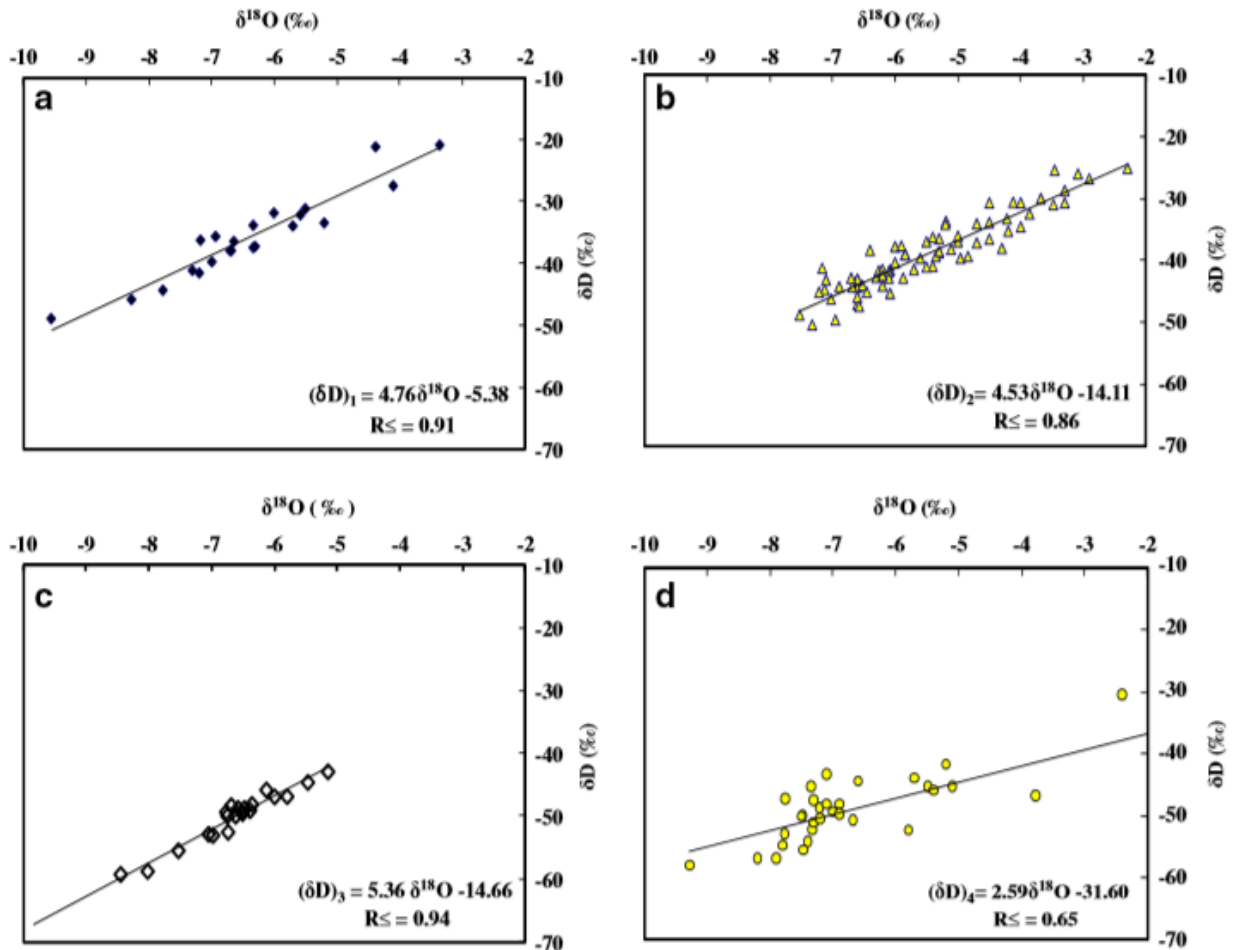 δ¹⁸O (‰)
-10 -9 -8 -7 -6 -5 -4 -3 -2
a
-10
-20
-30
-40
-50
-60
-70
δD (‰)
(δD)₁ = 4.76δ¹⁸O -5.38
R≤ = 0.91
δ¹⁸O (‰)
-10 -9 -8 -7 -6 -5 -4 -3 -2
b
-10
-20
-30
-40
-50
-60
-70
δD (‰)
(δD)₂= 4.53δ¹⁸O -14.11
R≤ = 0.86
δ¹⁸O ( ‰ )
-10 -9 -8 -7 -6 -5 -4 -3 -2
c
-10
-20
-30
-40
-50
-60
-70
δD (‰)
(δD)₃ = 5.36 δ¹⁸O -14.66
R≤ = 0.94
δ¹⁸O (‰)
-10 -9 -8 -7 -6 -5 -4 -3 -2
d
-10
-20
-30
-40
-50
-60
-70
δD (‰)
(δD)₄=2.59δ¹⁸O -31.60
R≤ = 0.65